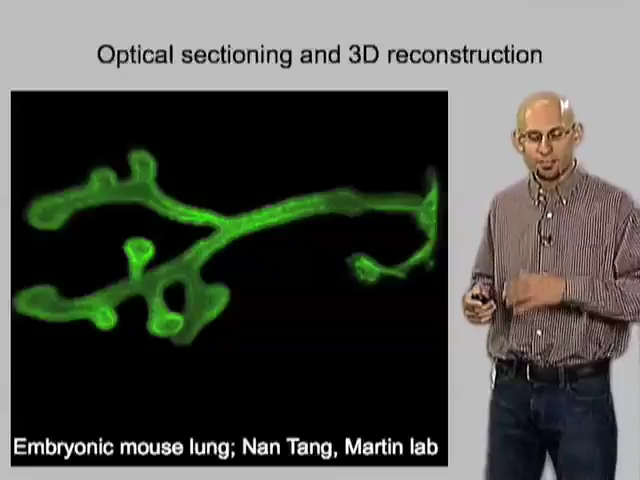 Optical sectioning and 3D reconstruction
Embryonic mouse lung; Nan Tang, Martin lab